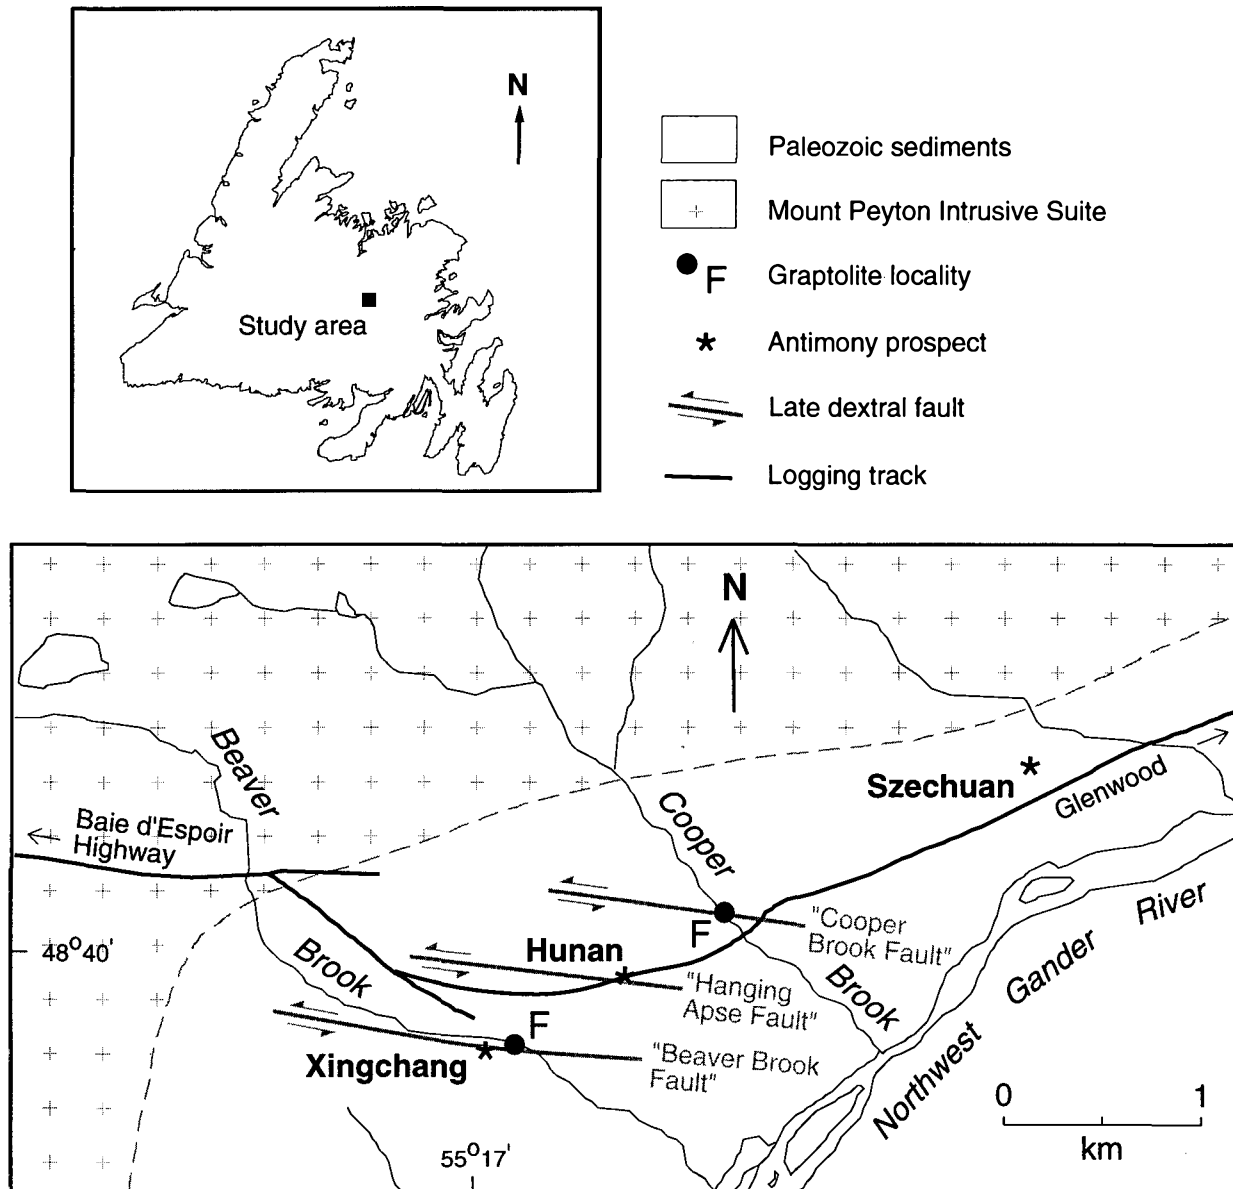 N
Study area
Paleozoic sediments
Mount Peyton Intrusive Suite
F
Graptolite locality
Antimony prospect
Late dextral fault
Logging track
N
Beaver
Baie d'Espoir
Highway
Cooper
Szechuan
Glenwood
"Cooper
Brook Fault"
F
Hunan
48°40'
Brook
"Hanging
Apse Fault"
Brook
River
Gander
Northwest
F
Xingchang
"Beaver Brook
Fault"
55°17'
0
1
km